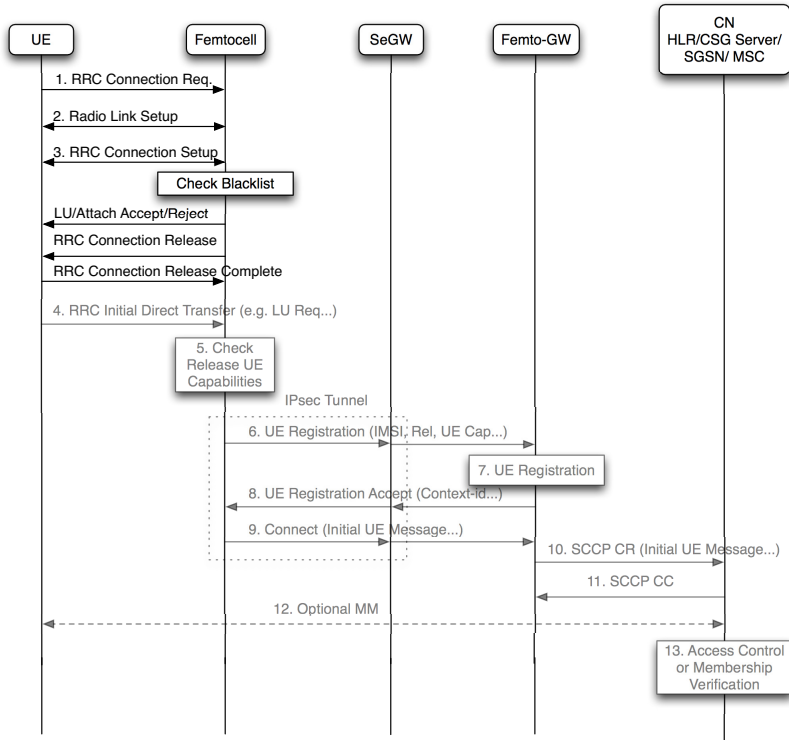 UE
Femtocell
SeGW
Femto-GW
CN
HLR/CSG Server/
SGSN/ MSC
1. RRC Connection Req.
2. Radio Link Setup
3. RRC Connection Setup
Check Blacklist
LU/Attach Accept/Reject
RRC Connection Release
RRC Connection Release Complete
4. RRC Initial Direct Transfer (e.g. LU Req...)
5. Check
Release UE
Capabilities
IPsec Tunnel
6. UE Registration (IMSI, Rel, UE Cap...)
7. UE Registration
8. UE Registration Accept (Context-id...)
9. Connect (Initial UE Message...)
10. SCCP CR (Initial UE Message...)
11. SCCP CC
12. Optional MM
13. Access Control
or Membership
Verification